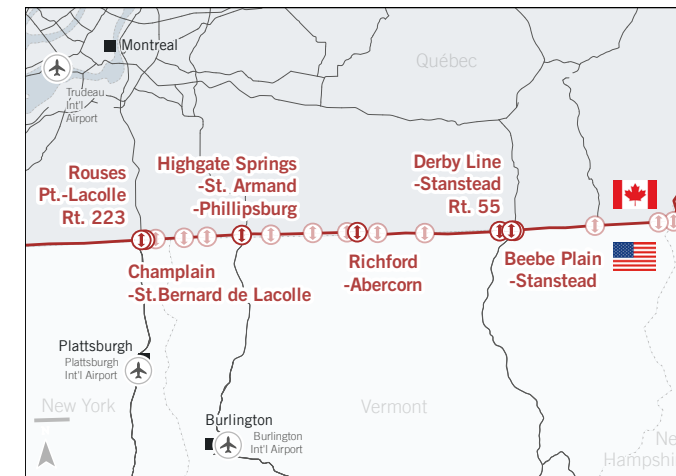 Montreal
Québec
Trudeau
Int'l
Airport
Rouses
Pt.-Lacolle
Rt. 223
Highgate Springs
-St. Armand
-Phillipsburg
Derby Line
-Stanstead
Rt. 55
Champlain
-St.Bernard de Lacolle
Richford
-Abercorn
Beebe Plain
-Stanstead
Plattsburgh
Plattsburgh
Int'l Airport
New York
Vermont
Burlington
Burlington
Int'l Airport
Ne
Hampshi